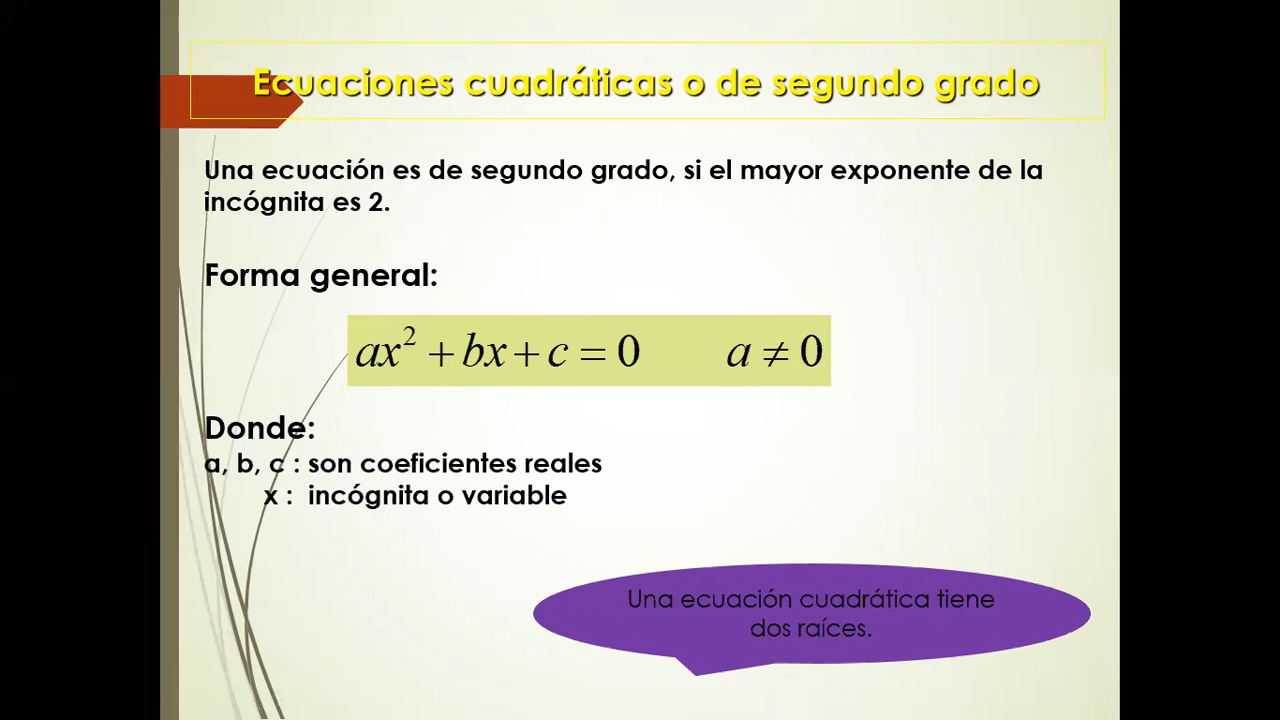 Ecuaciones cuadráticas o de segundo grado
Una ecuación es de segundo grado, si el mayor exponente de la
incógnita es 2.
Forma general:
ax² + bx + c = 0 a ≠ 0
Donde:
a, b, c : son coeficientes reales
x : incógnita o variable
Una ecuación cuadrática tiene
dos raíces.